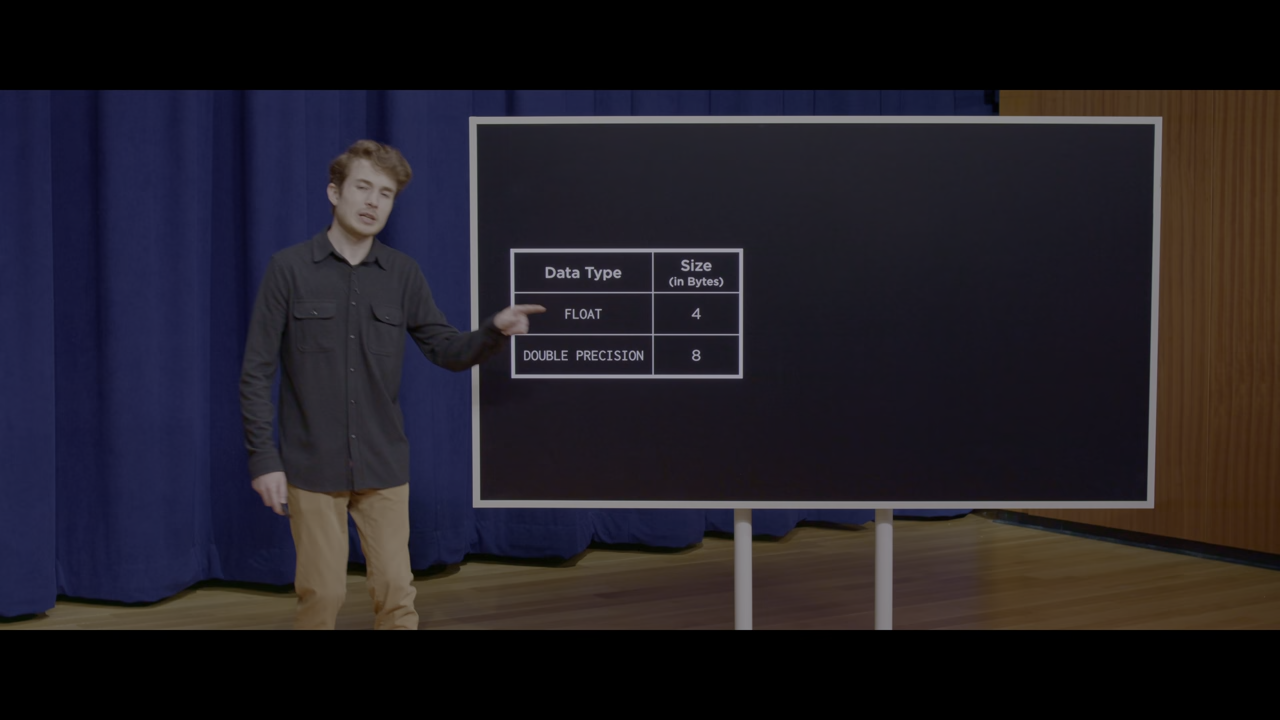 Data Type
Size
(in Bytes)
FLOAT
4
DOUBLE PRECISION
8